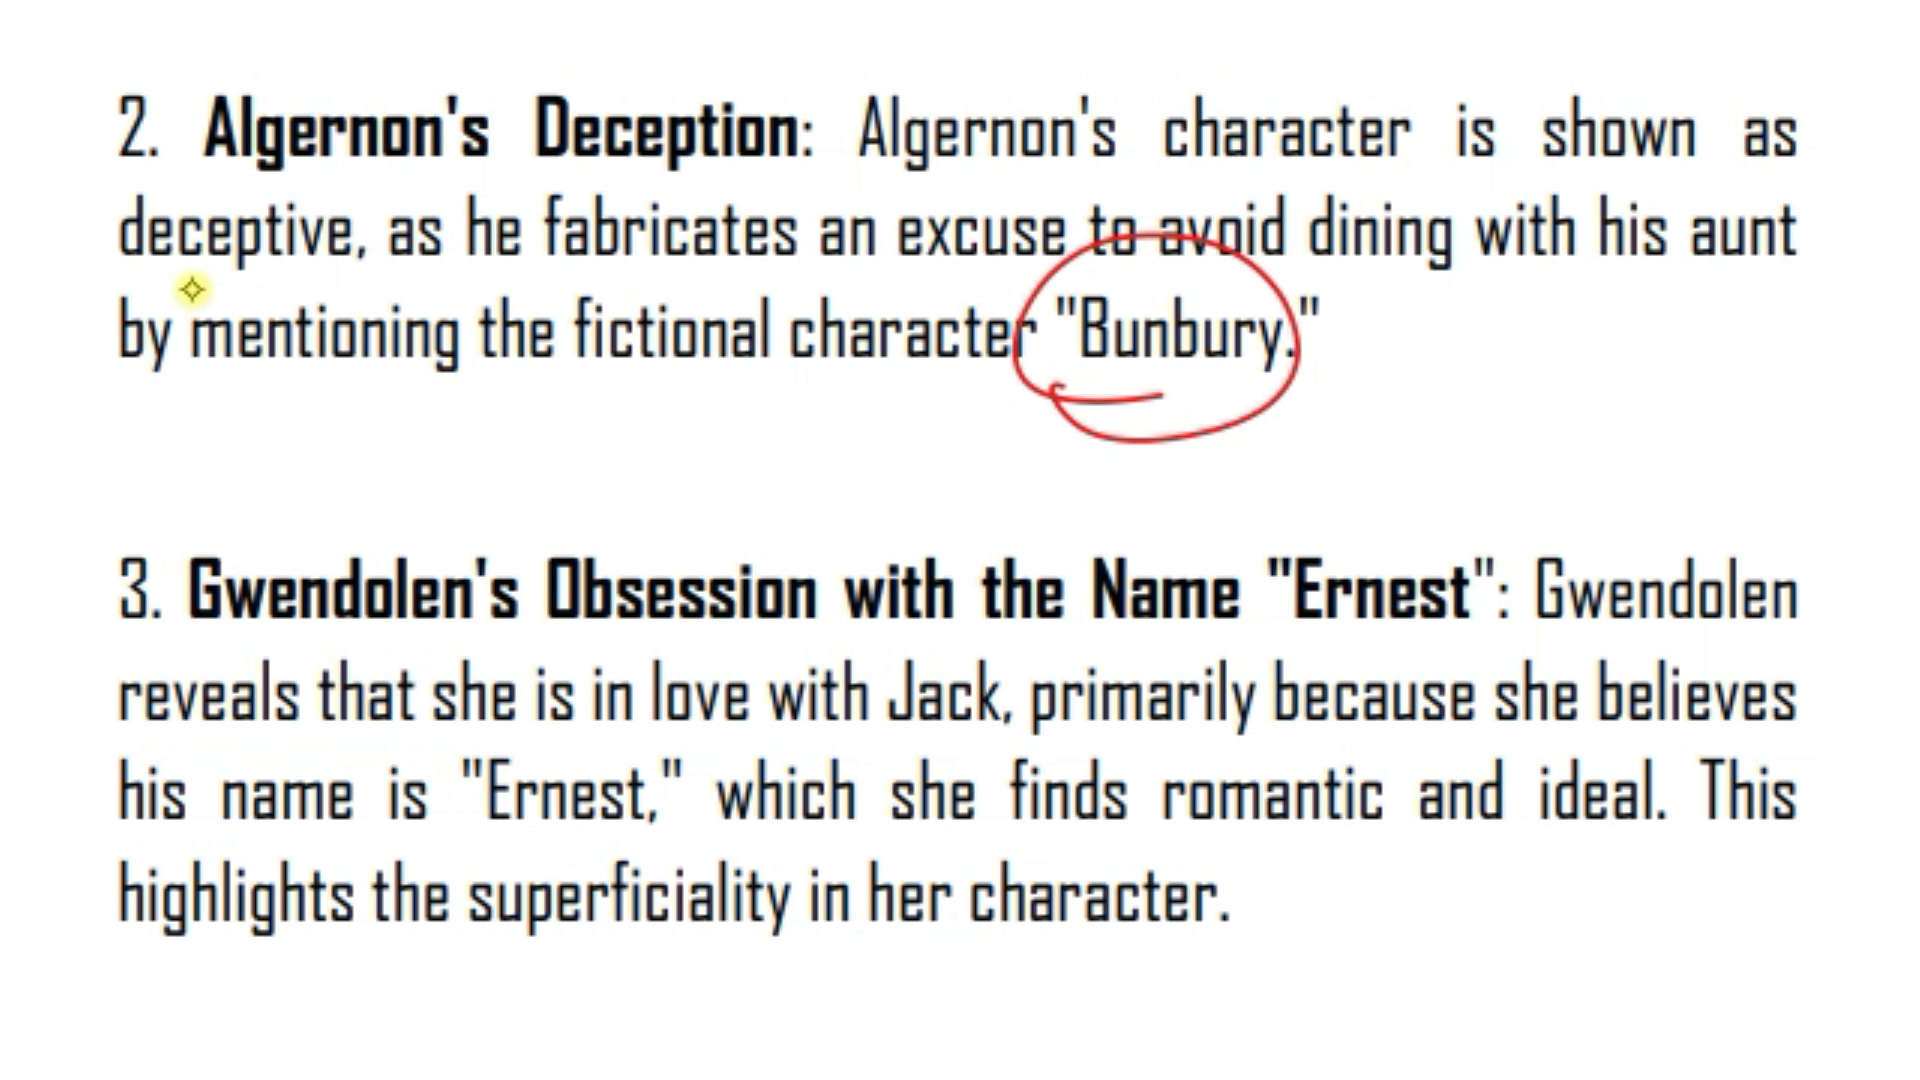 2. Algernon's Deception: Algernon's character is shown as
deceptive, as he fabricates an excuse to avoid dining with his aunt
by mentioning the fictional character "Bunbury."
3. Gwendolen's Obsession with the Name "Ernest": Gwendolen
reveals that she is in love with Jack, primarily because she believes
his name is "Ernest," which she finds romantic and ideal. This
highlights the superficiality in her character.